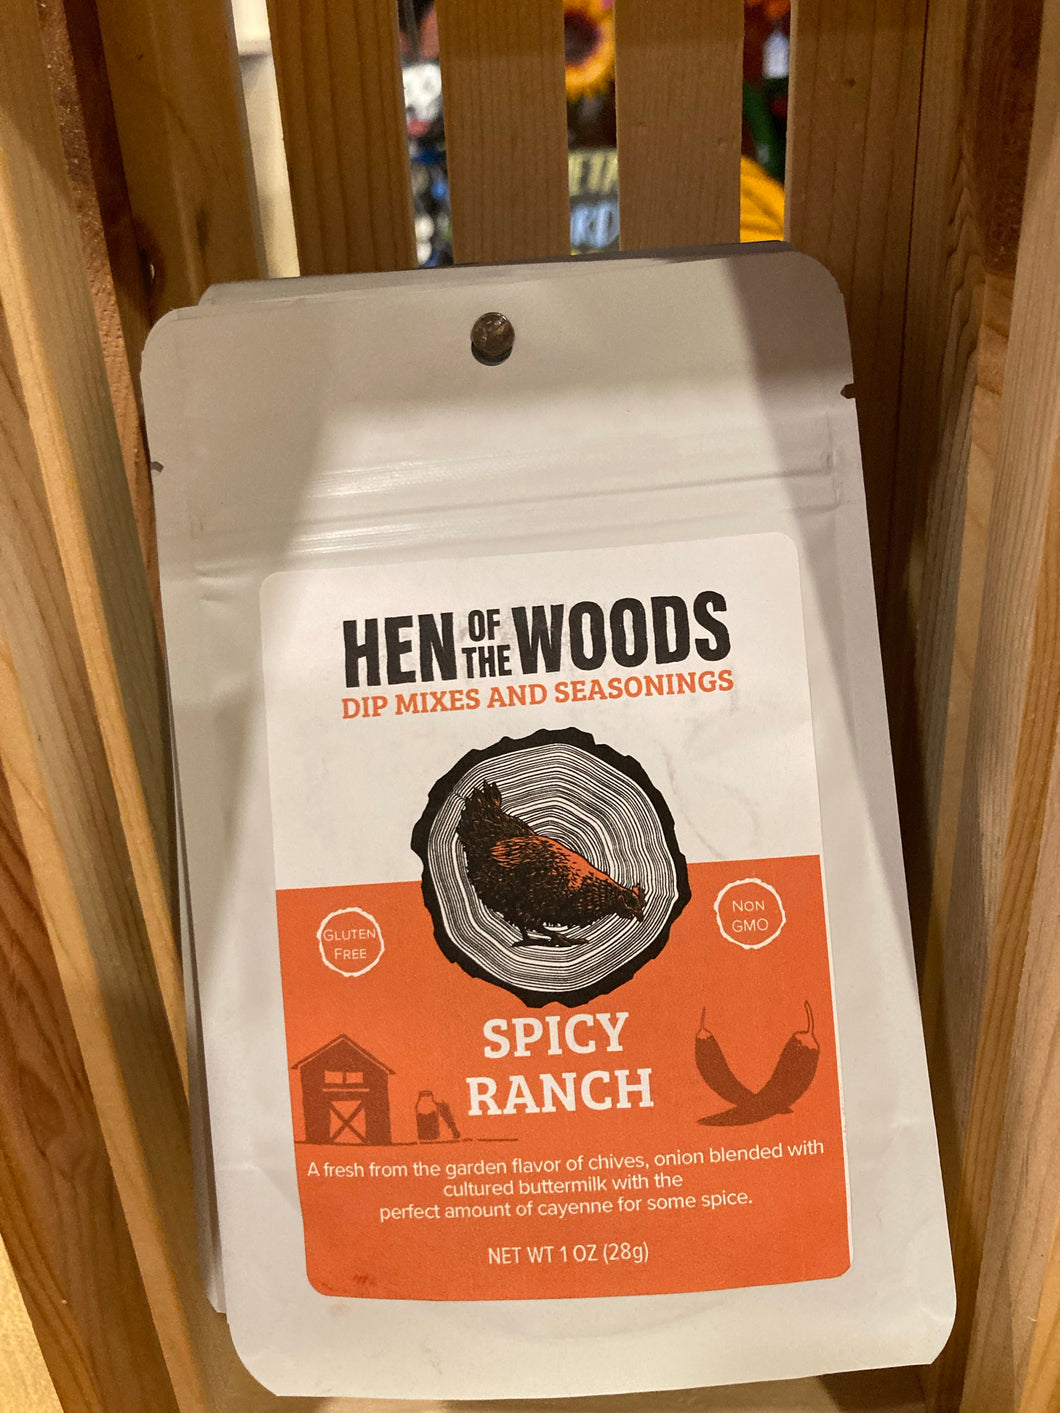 HEN OF THE WOODS
DIP MIXES AND SEASONINGS
GLUTEN
FREE
NON
GMO
SPICY
RANCH
A fresh from the garden flavor of chives, onion blended with
cultured buttermilk with the
perfect amount of cayenne for some spice.
NET WT 1 OZ (28g)